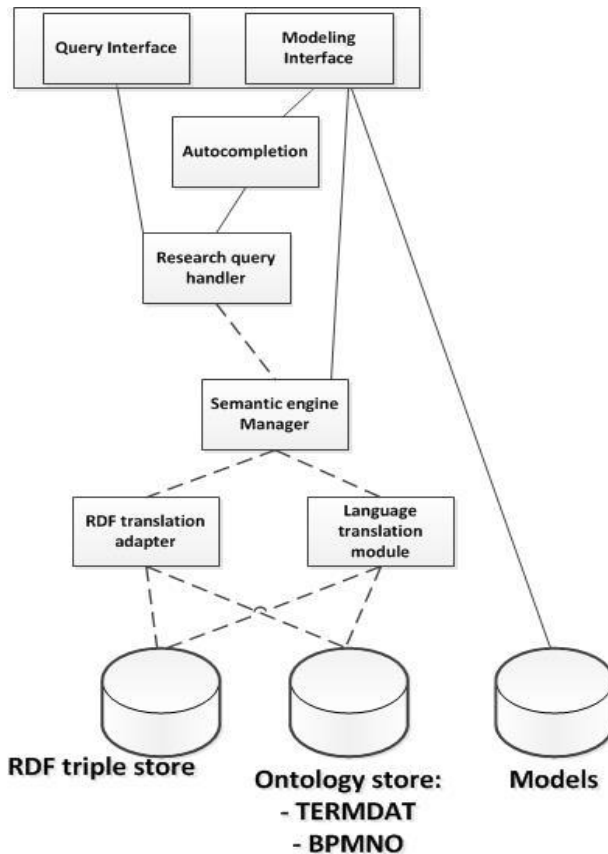 Query Interface
Modeling
Interface
Autocompletion
Research query
handler
Semantic engine
Manager
RDF translation
adapter
Language
translation
module
RDF triple store
Ontology store:
- TERMDAT
- BPMNO
Models